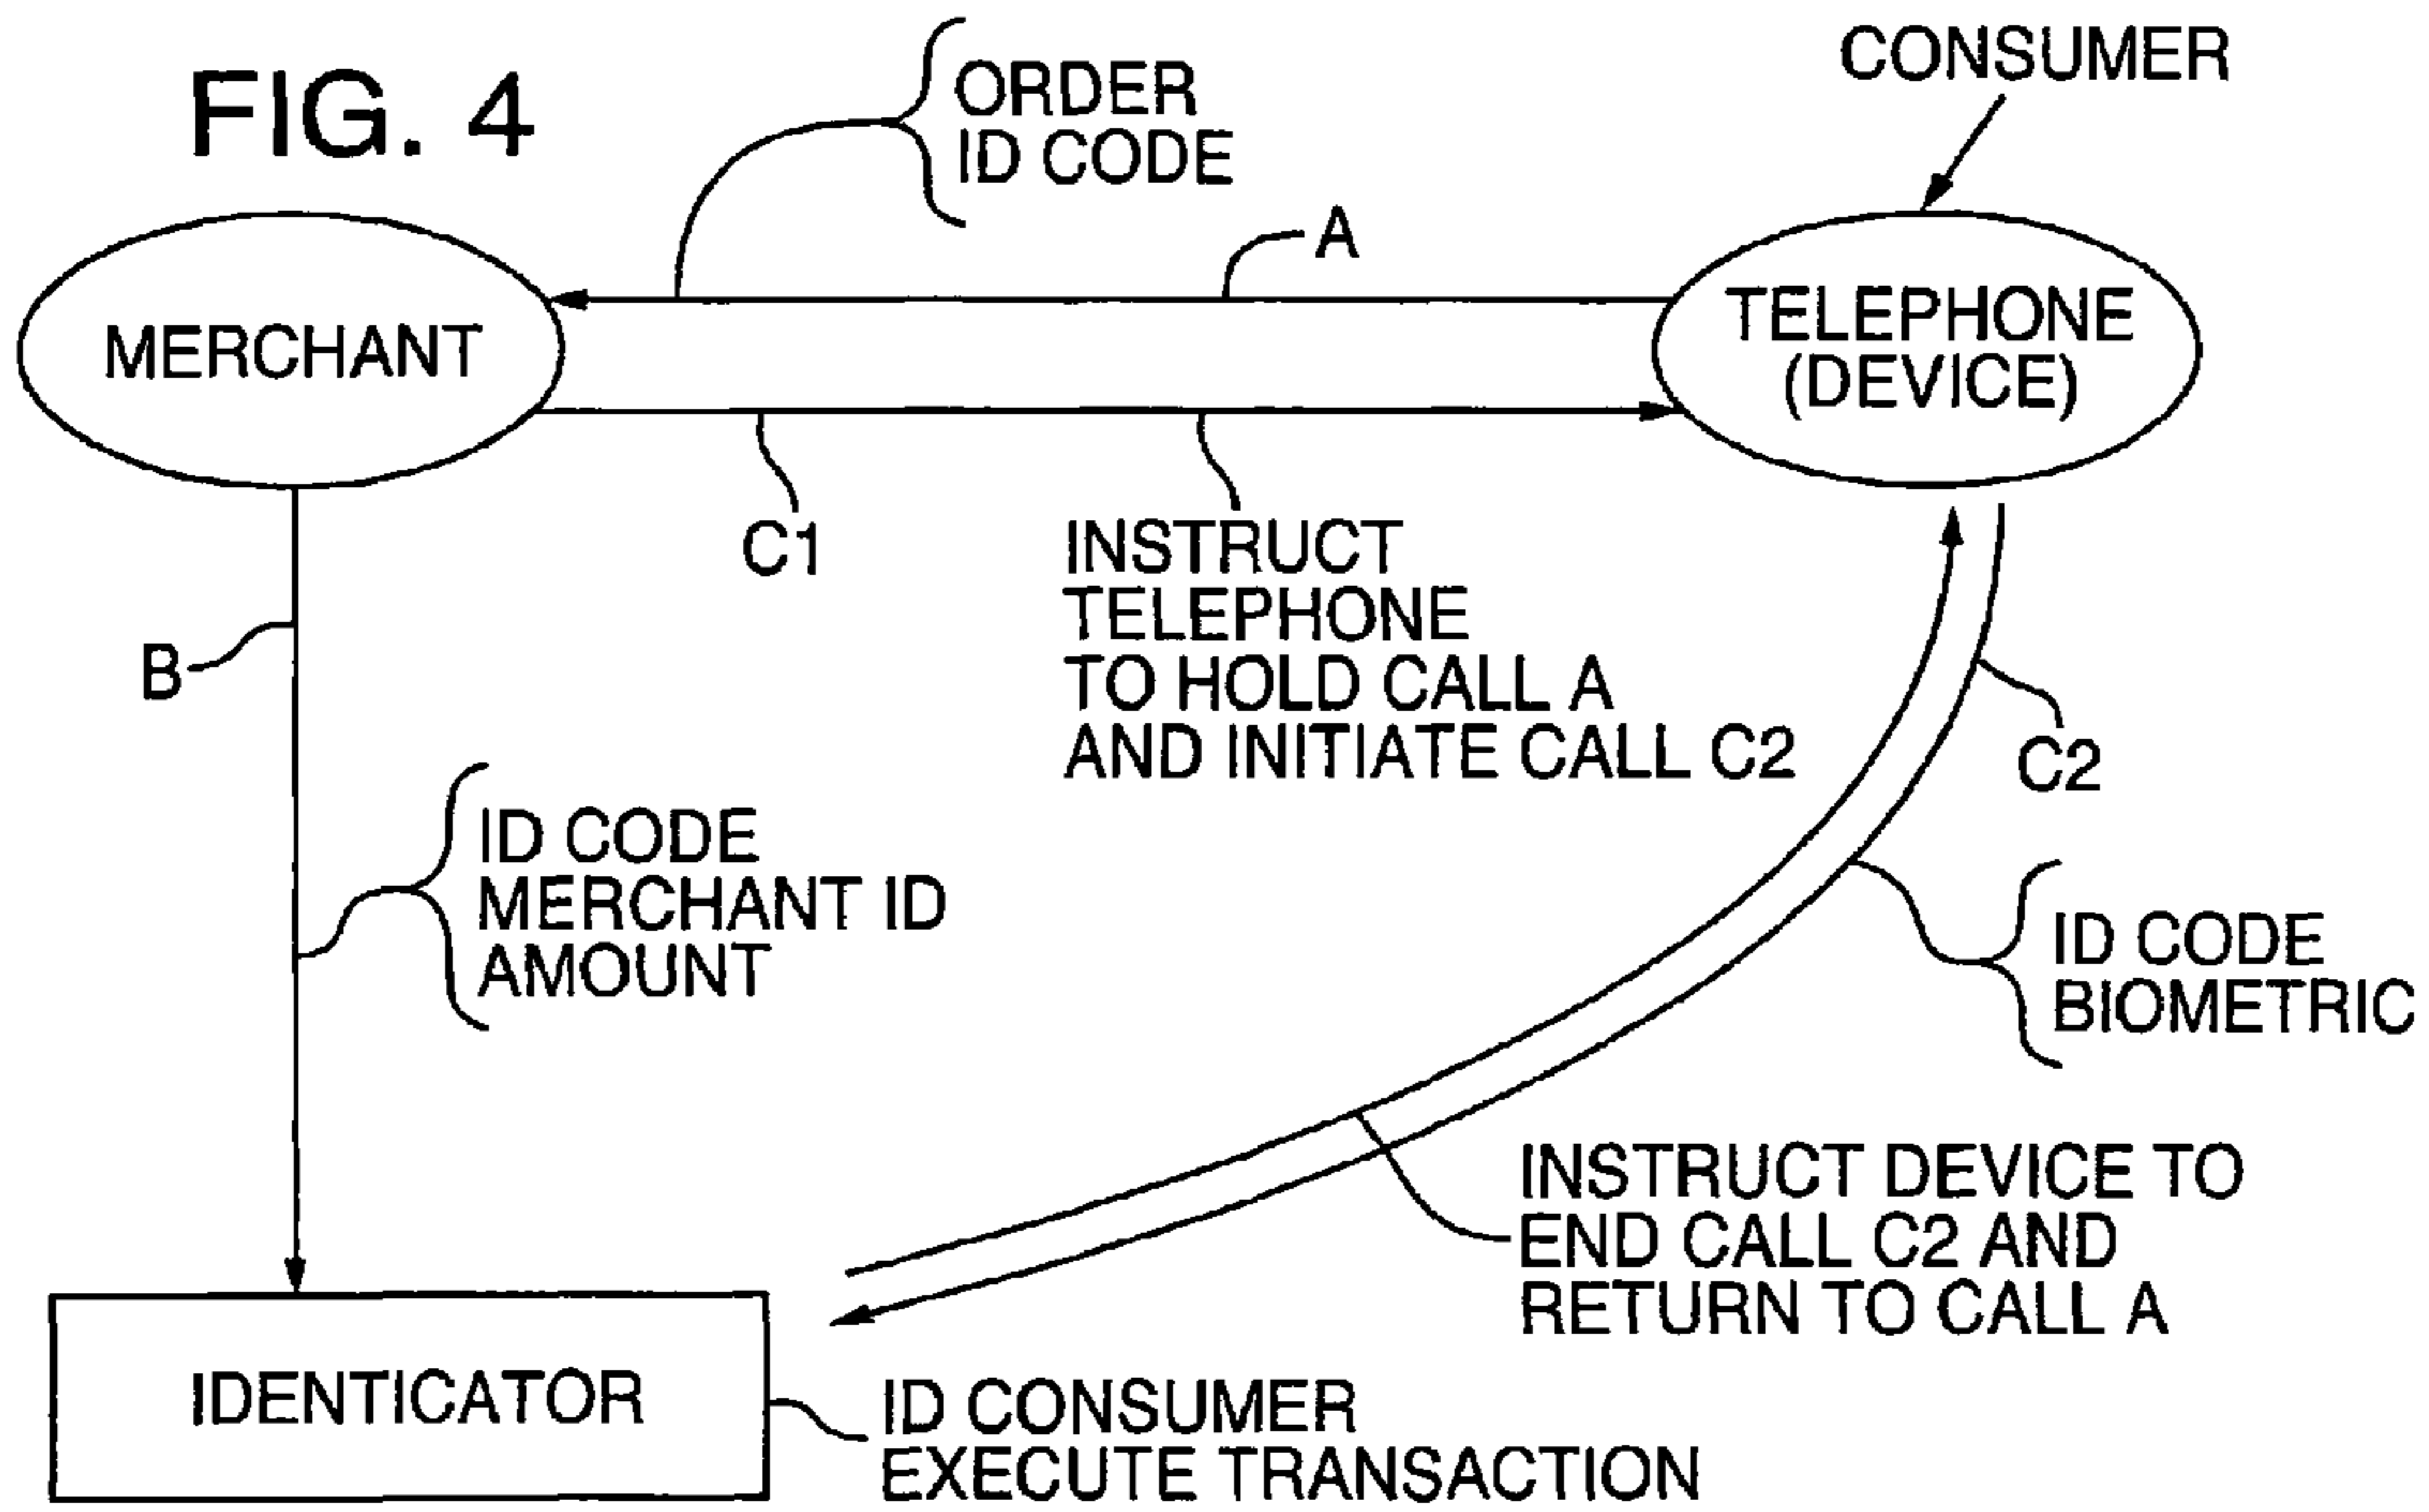 FIG. 4
ORDER
ID CODE
CONSUMER
A
MERCHANT
TELEPHONE
(DEVICE)
C1
INSTRUCT
TELEPHONE
TO HOLD CALL A
AND INITIATE CALL C2
B
C2
ID CODE
MERCHANT ID
AMOUNT
ID CODE
BIOMETRIC
INSTRUCT DEVICE TO
END CALL C2 AND
RETURN TO CALL A
IDENTICATOR
ID CONSUMER
EXECUTE TRANSACTION